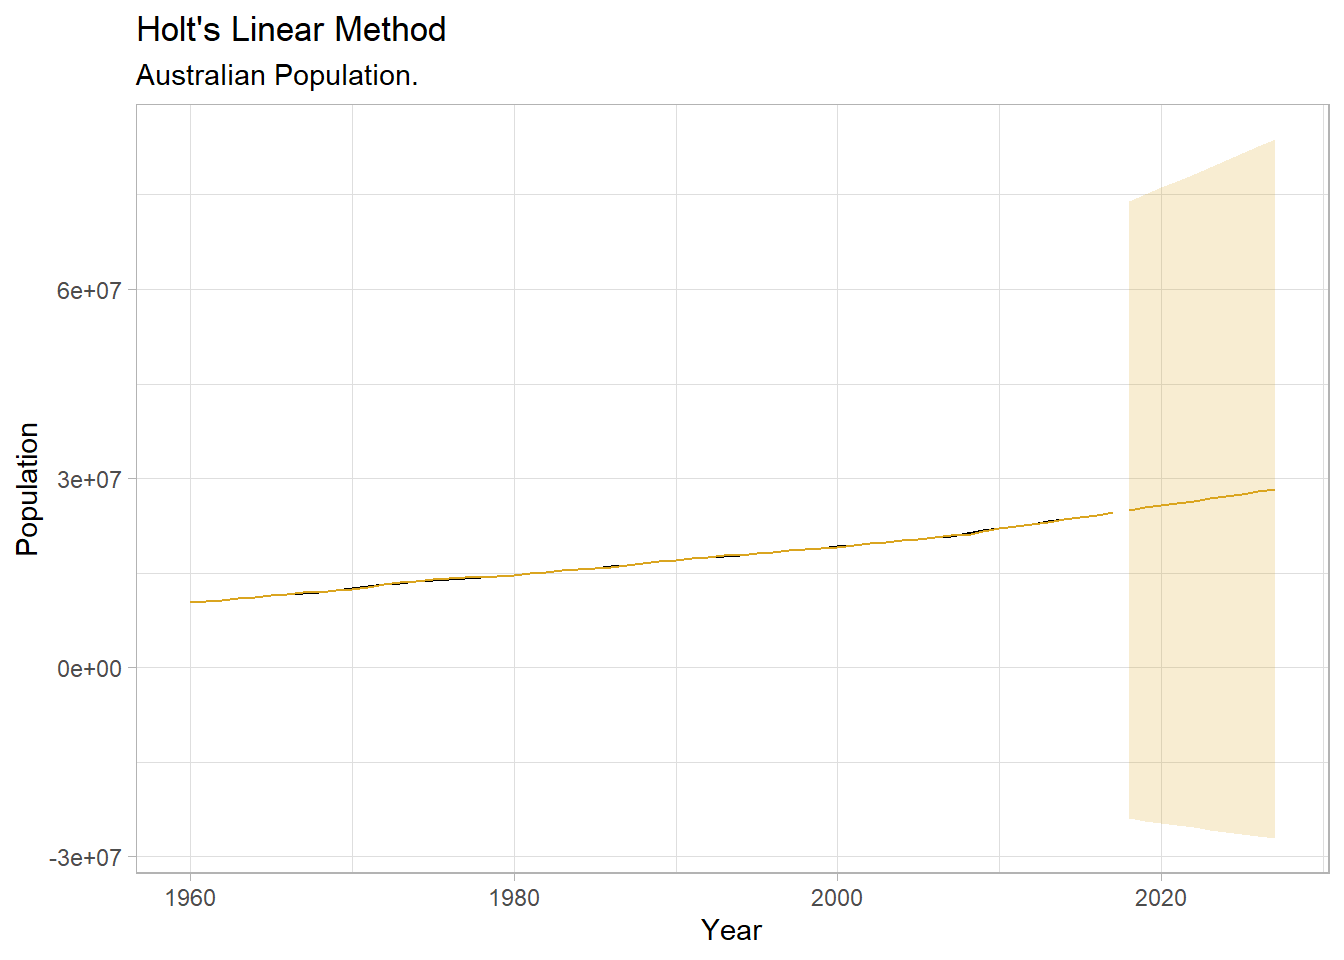 Holt's Linear Method
Australian Population.
Population
6e+07
3e+07
0e+00
-3e+07
1960
1980
2000
2020
Year